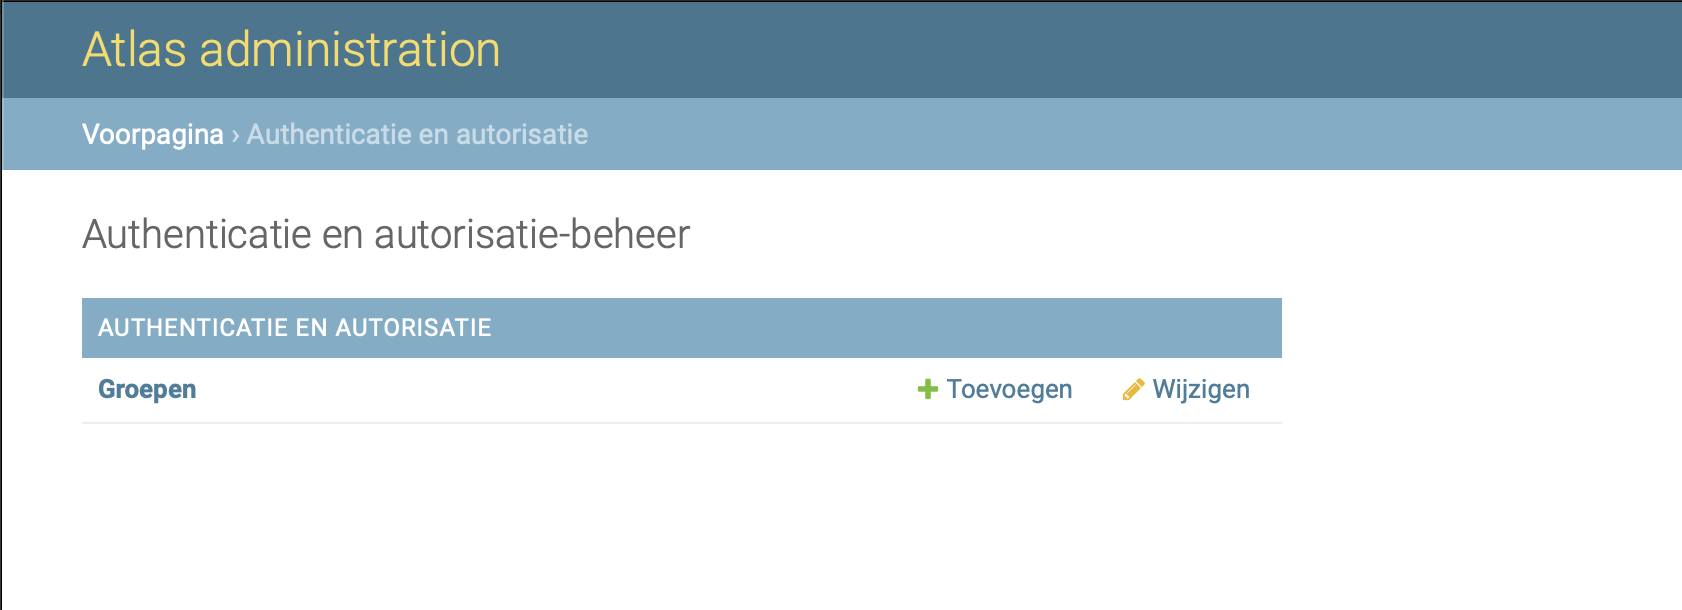 Atlas administration
Voorpagina › Authenticatie en autorisatie
Authenticatie en autorisatie-beheer
AUTHENTICATIE EN AUTORISATIE
Groepen Toevoegen Wijzigen